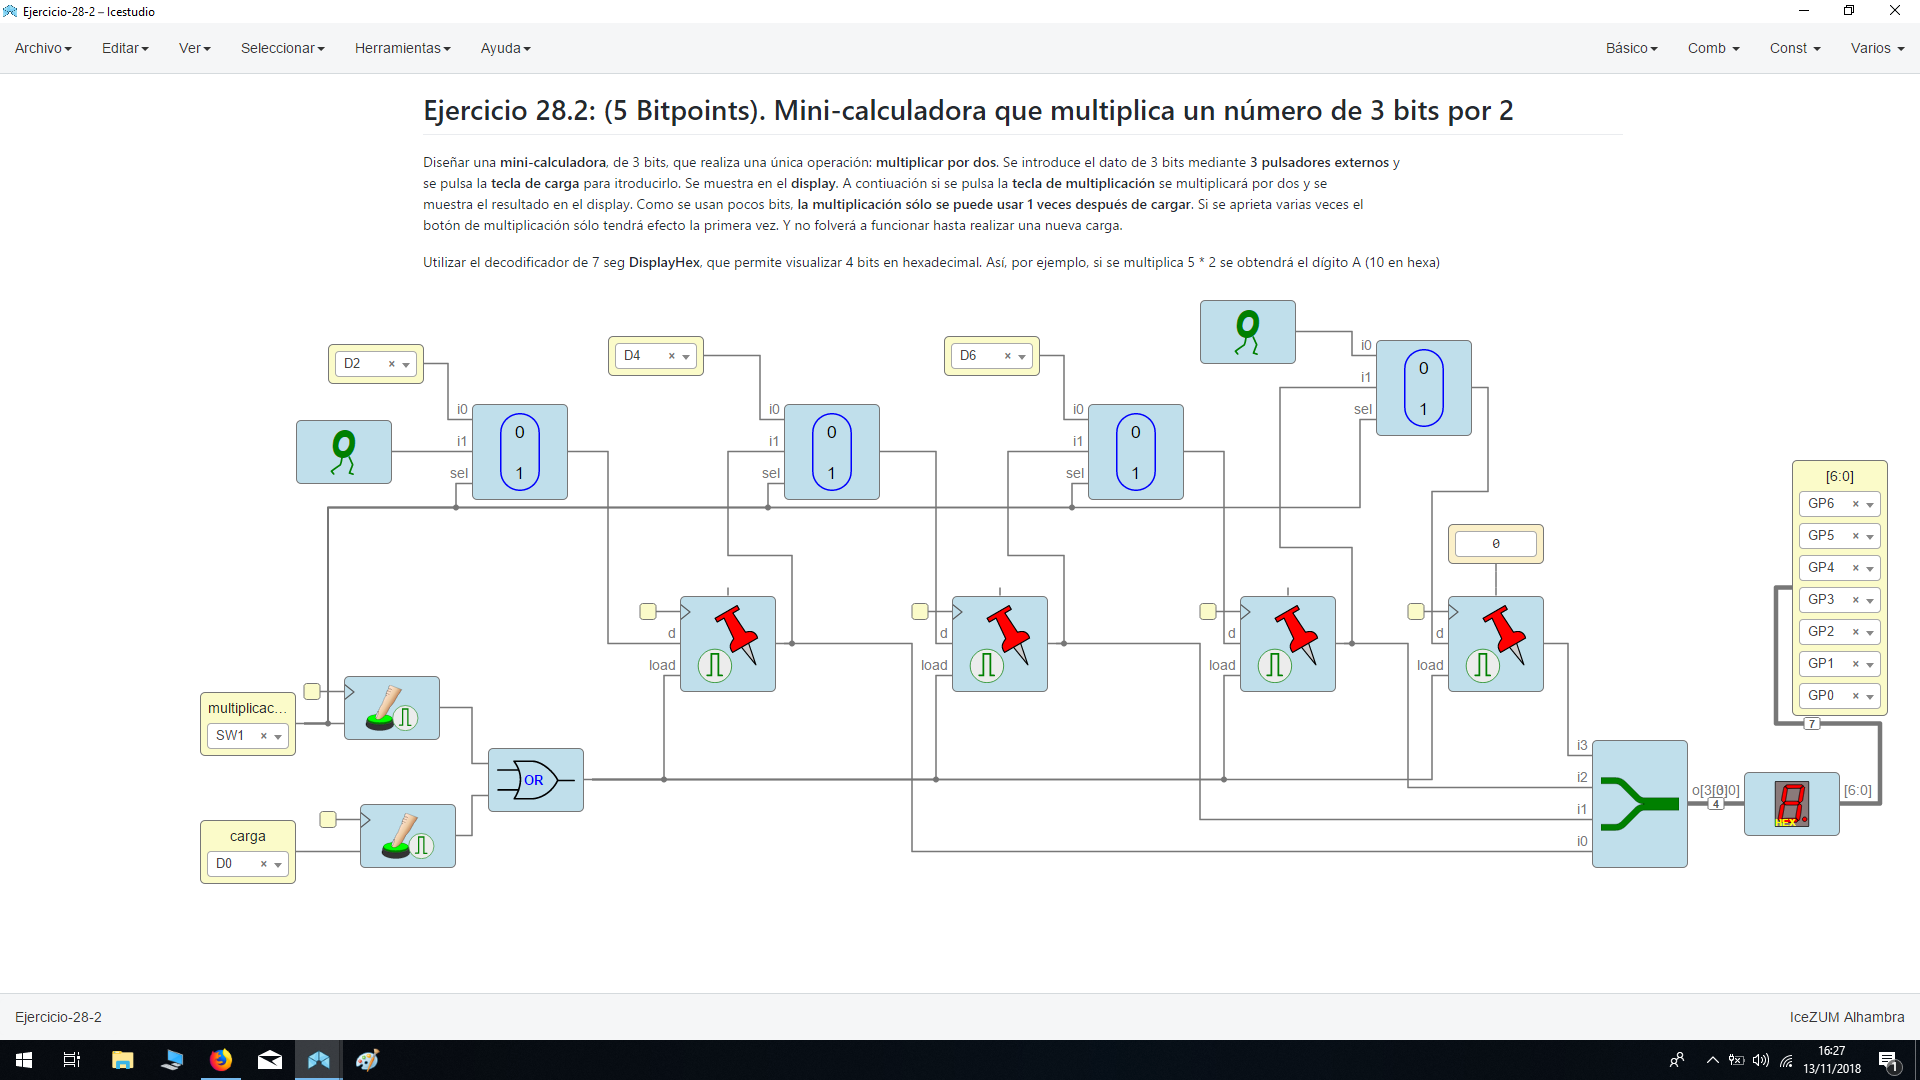 Ejercicio-28-2 – Icestudio
Archivo Editar Ver Seleccionar Herramientas Ayuda Básico Comb Const Varios
Ejercicio 28.2: (5 Bitpoints). Mini-calculadora que multiplica un número de 3 bits por 2
Diseñar una mini-calculadora, de 3 bits, que realiza una única operación: multiplicar por dos. Se introduce el dato de 3 bits mediante 3 pulsadores externos y
se pulsa la tecla de carga para itroducirlo. Se muestra en el display. A contiuación si se pulsa la tecla de multiplicación se multiplicará por dos y se
muestra el resultado en el display. Como se usan pocos bits, la multiplicación sólo se puede usar 1 veces después de cargar. Si se aprieta varias veces el
botón de multiplicación sólo tendrá efecto la primera vez. Y no folverá a funcionar hasta realizar una nueva carga.
Utilizar el decodificador de 7 seg DisplayHex, que permite visualizar 4 bits en hexadecimal. Así, por ejemplo, si se multiplica 5 * 2 se obtendrá el dígito A (10 en hexa)
D2 ×
D4 ×
D6 ×
0
i0
i1
sel
0
1
0
i0
i1
sel
0
1
i0
i1
sel
0
1
i0
i1
sel
0
1
0
[6:0]
GP6 ×
GP5 ×
GP4 ×
GP3 ×
GP2 ×
GP1 ×
GP0 ×
7
d
load
d
load
d
load
d
load
multiplicac...
SW1 ×
OR
carga
D0 ×
i3
i2
i1
i0
4
HEX
[6:0]
Ejercicio-28-2
IceZUM Alhambra
16:27
13/11/2018
1